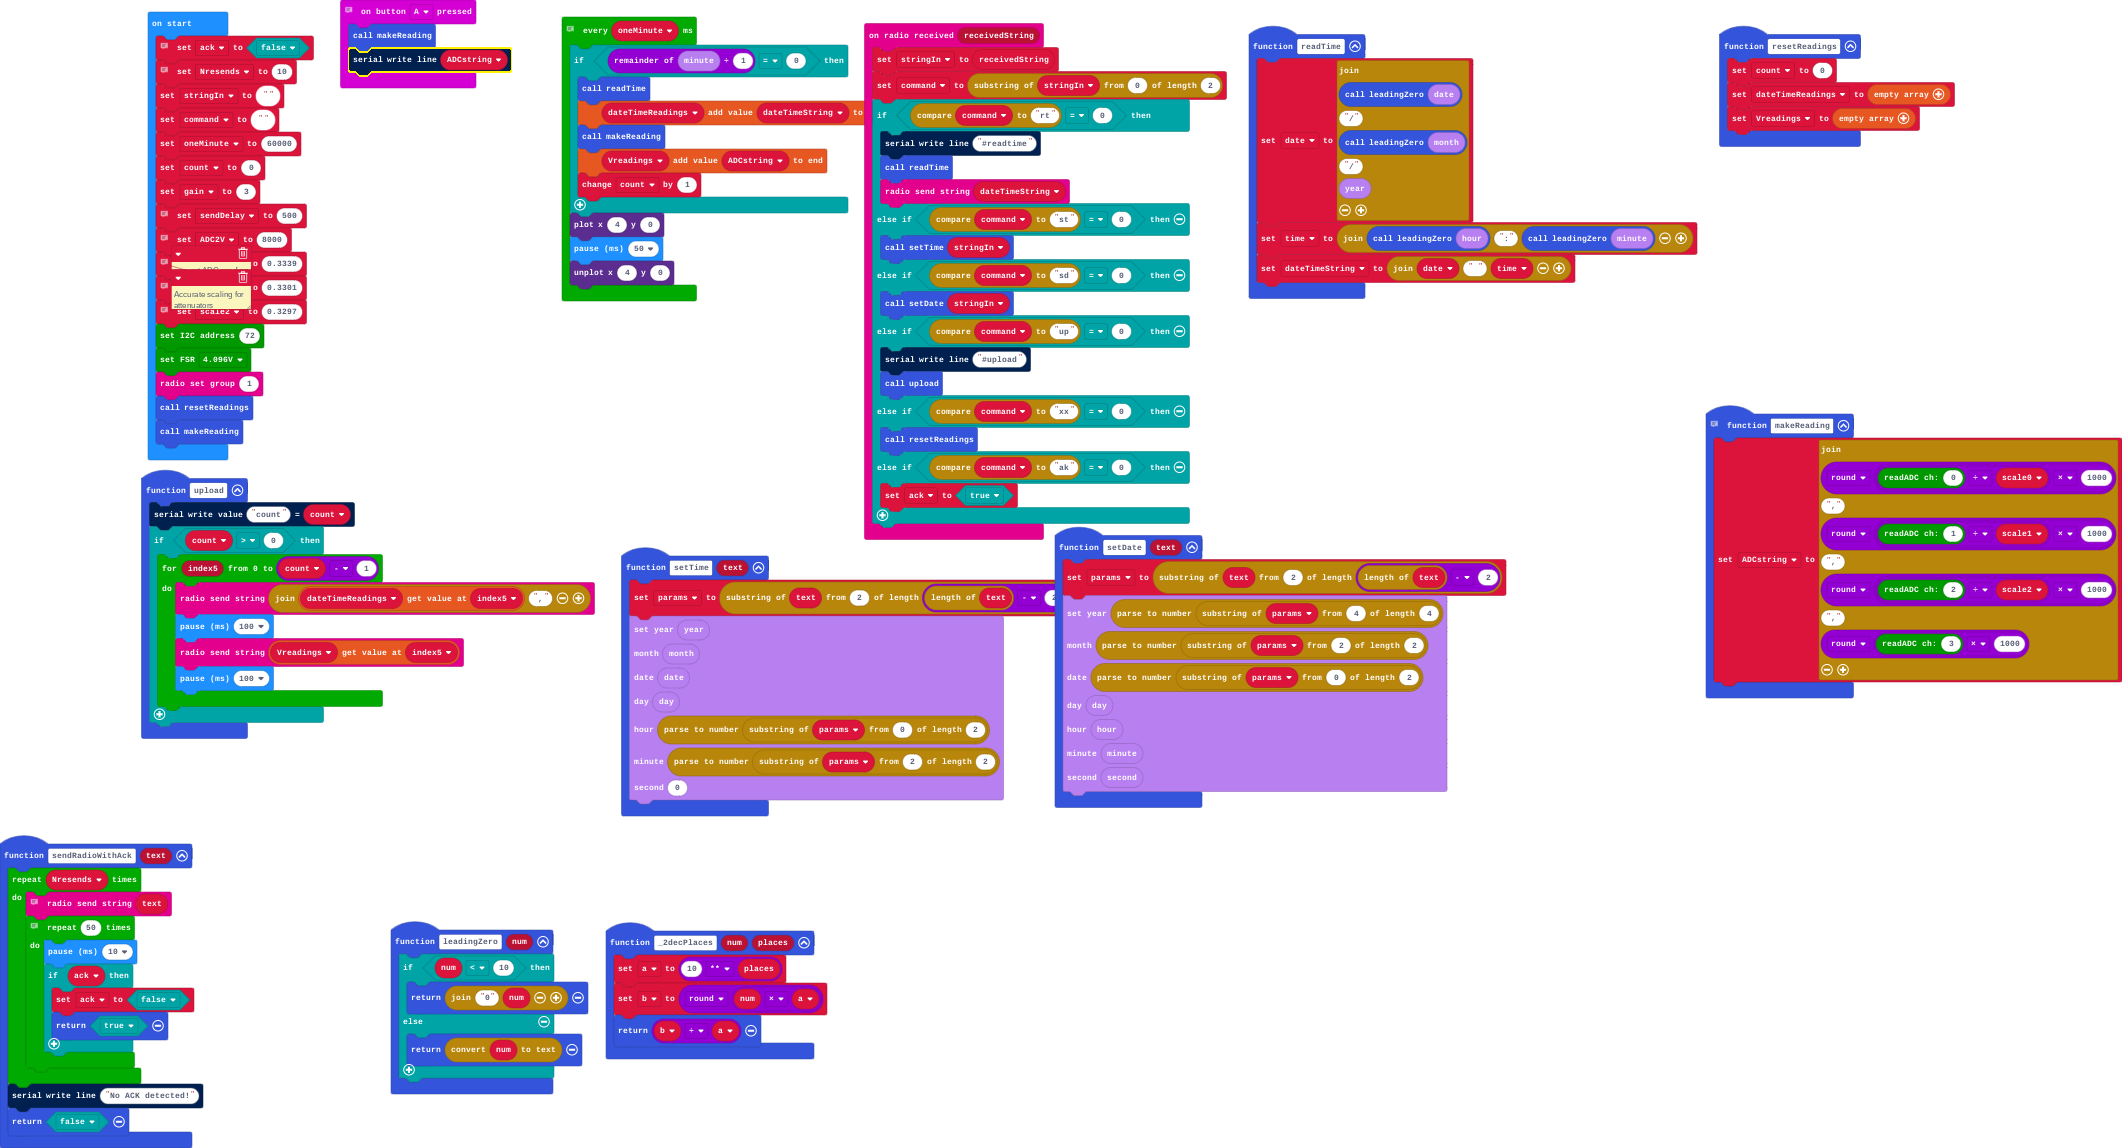 on start
set ack to false
set Nresends to 10
set stringIn to ""
set command to ""
set oneMinute to 60000
set count to 0
set gain to 3
set sendDelay to 500
set ADC2V to 8000
o 0.3339
o 0.3301
Accurate scaling for
attenuators
set scale2 to 0.3297
set I2C address 72
set FSR 4.096V
radio set group 1
call resetReadings
call makeReading
on button A pressed
call makeReading
serial write line ADCstring
every oneMinute ms
if remainder of minute ÷ 1 = 0 then
call readTime
dateTimeReadings add value dateTimeString to
call makeReading
Vreadings add value ADCstring to end
change count by 1
plot x 4 y 0
pause (ms) 50
unplot x 4 y 0
on radio received receivedString
set stringIn to receivedString
set command to substring of stringIn from 0 of length 2
if compare command to "rt" = 0 then
serial write line "#readtime"
call readTime
radio send string dateTimeString
else if compare command to "st" = 0 then
call setTime stringIn
else if compare command to "sd" = 0 then
call setDate stringIn
else if compare command to "up" = 0 then
serial write line "#upload"
call upload
else if compare command to "xx" = 0 then
call resetReadings
else if compare command to "ak" = 0 then
set ack to true
function readTime
set date to join
call leadingZero date
"/"
call leadingZero month
"/"
year
set time to join call leadingZero hour ":" call leadingZero minute
set dateTimeString to join date " " time
function resetReadings
set count to 0
set dateTimeReadings to empty array
set Vreadings to empty array
function makeReading
set ADCstring to join
round readADC ch: 0 ÷ scale0 × 1000
","
round readADC ch: 1 ÷ scale1 × 1000
","
round readADC ch: 2 ÷ scale2 × 1000
","
round readADC ch: 3 × 1000
function upload
serial write value "count" = count
if count > 0 then
for index5 from 0 to count - 1
do
radio send string join dateTimeReadings get value at index5 ","
pause (ms) 100
radio send string Vreadings get value at index5
pause (ms) 100
function setTime text
set params to substring of text from 2 of length length of text - 2
set year year
month month
date date
day day
hour parse to number substring of params from 0 of length 2
minute parse to number substring of params from 2 of length 2
second 0
function setDate text
set params to substring of text from 2 of length length of text - 2
set year parse to number substring of params from 4 of length 4
month parse to number substring of params from 2 of length 2
date parse to number substring of params from 0 of length 2
day day
hour hour
minute minute
second second
function sendRadioWithAck text
repeat Nresends times
do
radio send string text
repeat 50 times
do
pause (ms) 10
if ack then
set ack to false
return true
serial write line "No ACK detected!"
return false
function leadingZero num
if num < 10 then
return join "0" num
else
return convert num to text
function _2decPlaces num places
set a to 10 ** places
set b to round num × a
return b ÷ a